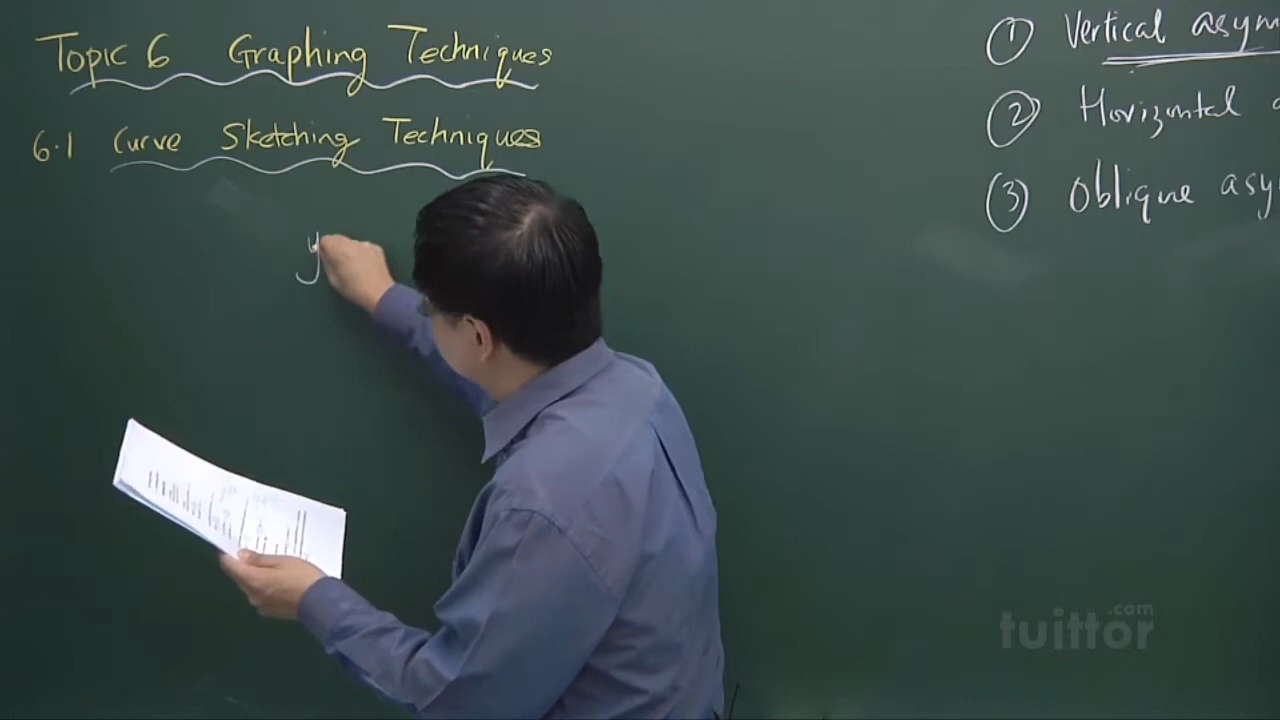 Topic 6 Graphing Techniques
6.1 Curve Sketching Techniques
y
① Vertical asym
② Horizontal a
③ Oblique asy
tuittor.com